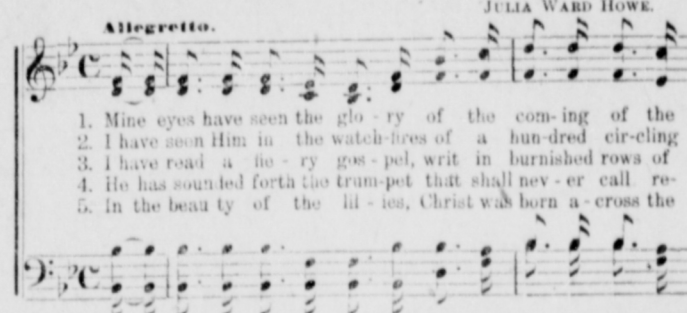 JULIA WARD HOWE.
Allegretto.
1. Mine eyes have seen the glo - ry of the com- ing of the
2. I have seen Him in the watch-fires of a hun-dred cir-cling
3. I have read a fie - ry gos - pel, writ in burnished rows of
4. He has sounded forth the trum-pet that shall nev - er call re-
5. In the beau ty of the lil - ies, Christ was born a - cross the